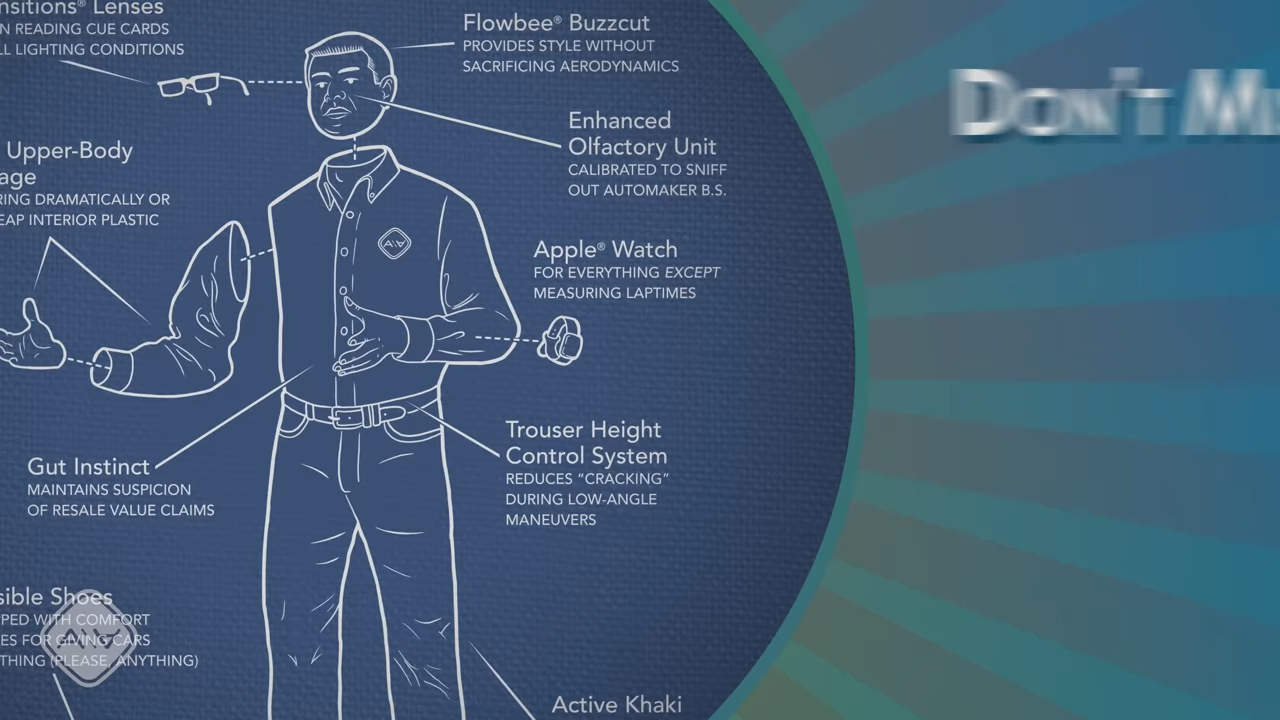 nsitions® Lenses
N READING CUE CARDS
LL LIGHTING CONDITIONS
Flowbee® Buzzcut
PROVIDES STYLE WITHOUT
SACRIFICING AERODYNAMICS
Enhanced
Olfactory Unit
CALIBRATED TO SNIFF
OUT AUTOMAKER B.S.
Upper-Body
age
RING DRAMATICALLY OR
EAP INTERIOR PLASTIC
Apple® Watch
FOR EVERYTHING EXCEPT
MEASURING LAPTIMES
Gut Instinct
MAINTAINS SUSPICION
OF RESALE VALUE CLAIMS
Trouser Height
Control System
REDUCES “CRACKING”
DURING LOW-ANGLE
MANEUVERS
sible Shoes
PPED WITH COMFORT
ES FOR GIVING CARS
THING (PLEASE, ANYTHING)
Active Khaki
Don't